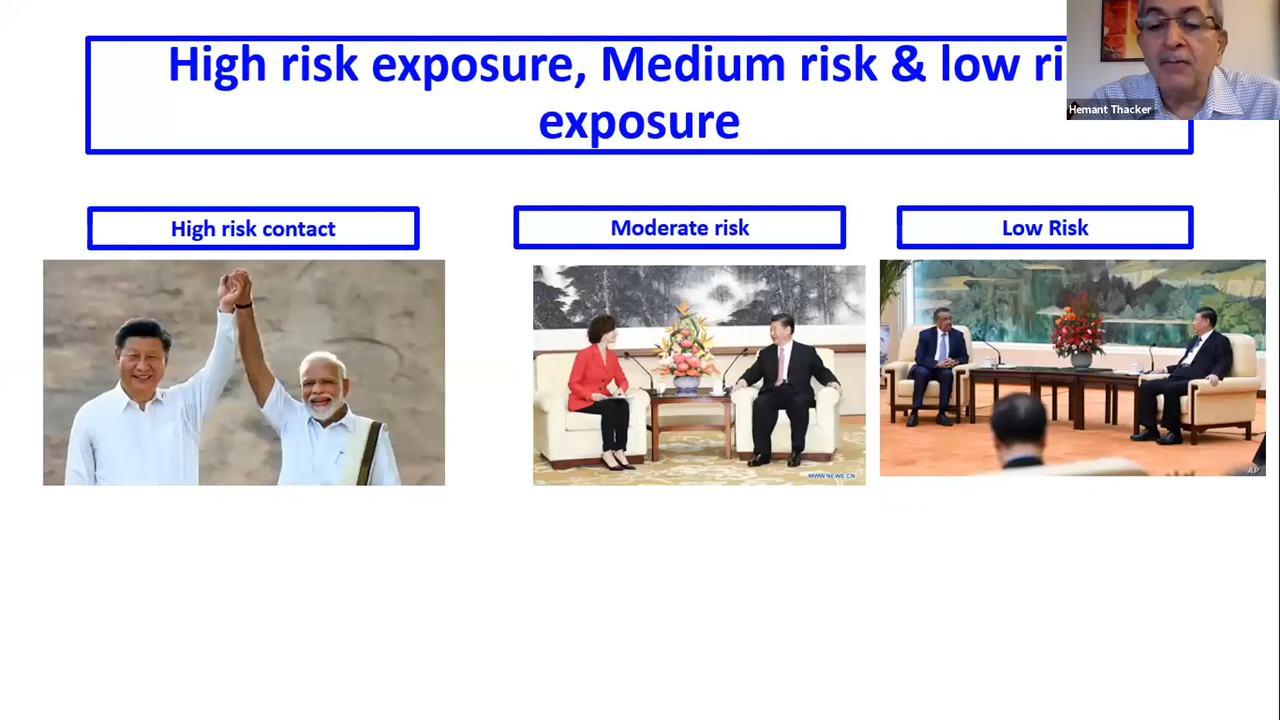 High risk exposure, Medium risk & low ri
exposure
Hemant Thacker
High risk contact
Moderate risk
Low Risk
WWW.NEWS.CN
AP